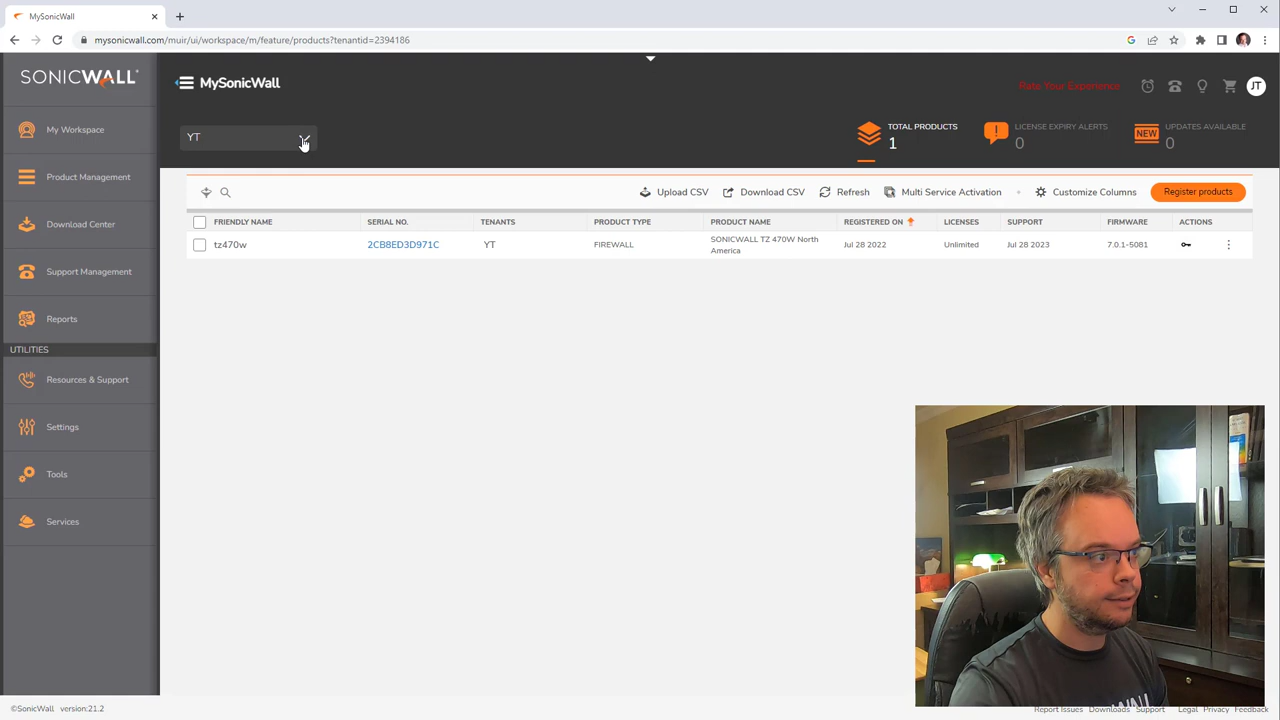 MySonicWall
mysonicwall.com/muir/ui/workspace/m/feature/products?tenantid=2394186
SONICWALL
MySonicWall
Rate Your Experience
JT
YT
TOTAL PRODUCTS
1
LICENSE EXPIRY ALERTS
0
NEW
UPDATES AVAILABLE
0
My Workspace
Product Management
Download Center
Support Management
Reports
UTILITIES
Resources & Support
Settings
Tools
Services
Upload CSV
Download CSV
Refresh
Multi Service Activation
Customize Columns
Register products
FRIENDLY NAME SERIAL NO. TENANTS PRODUCT TYPE PRODUCT NAME REGISTERED ON LICENSES SUPPORT FIRMWARE ACTIONS
tz470w 2CB8ED3D971C YT FIREWALL SONICWALL TZ 470W North Jul 28 2022 Unlimited Jul 28 2023 7.0.1-5081
America
©SonicWall version:21.2
Report Issues Downloads Support Legal Privacy Feedback